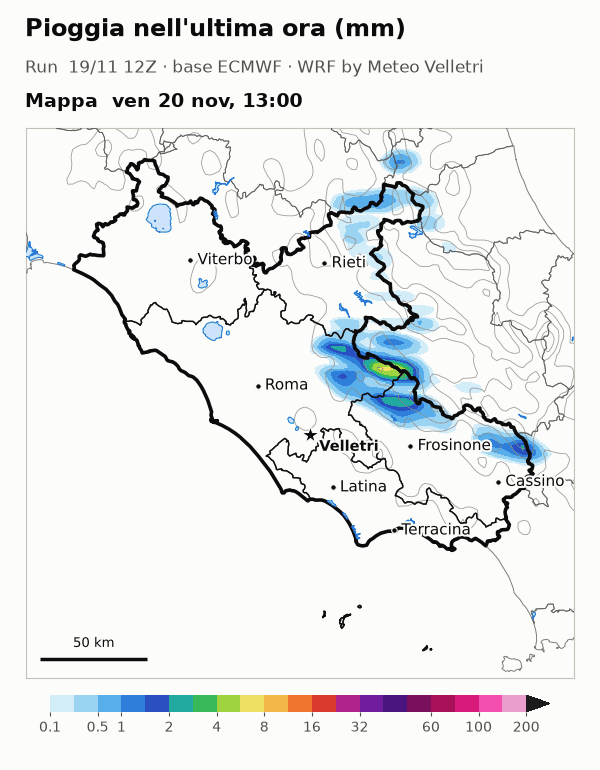 Pioggia nell'ultima ora (mm)
Run  19/11 12Z · base ECMWF · WRF by Meteo Velletri
Mappa  ven 20 nov, 13:00
Viterbo
Rieti
Roma
Velletri
Frosinone
Latina
Cassino
Terracina
50 km
0.1 0.5 1 2 4 8 16 32 60 100 200